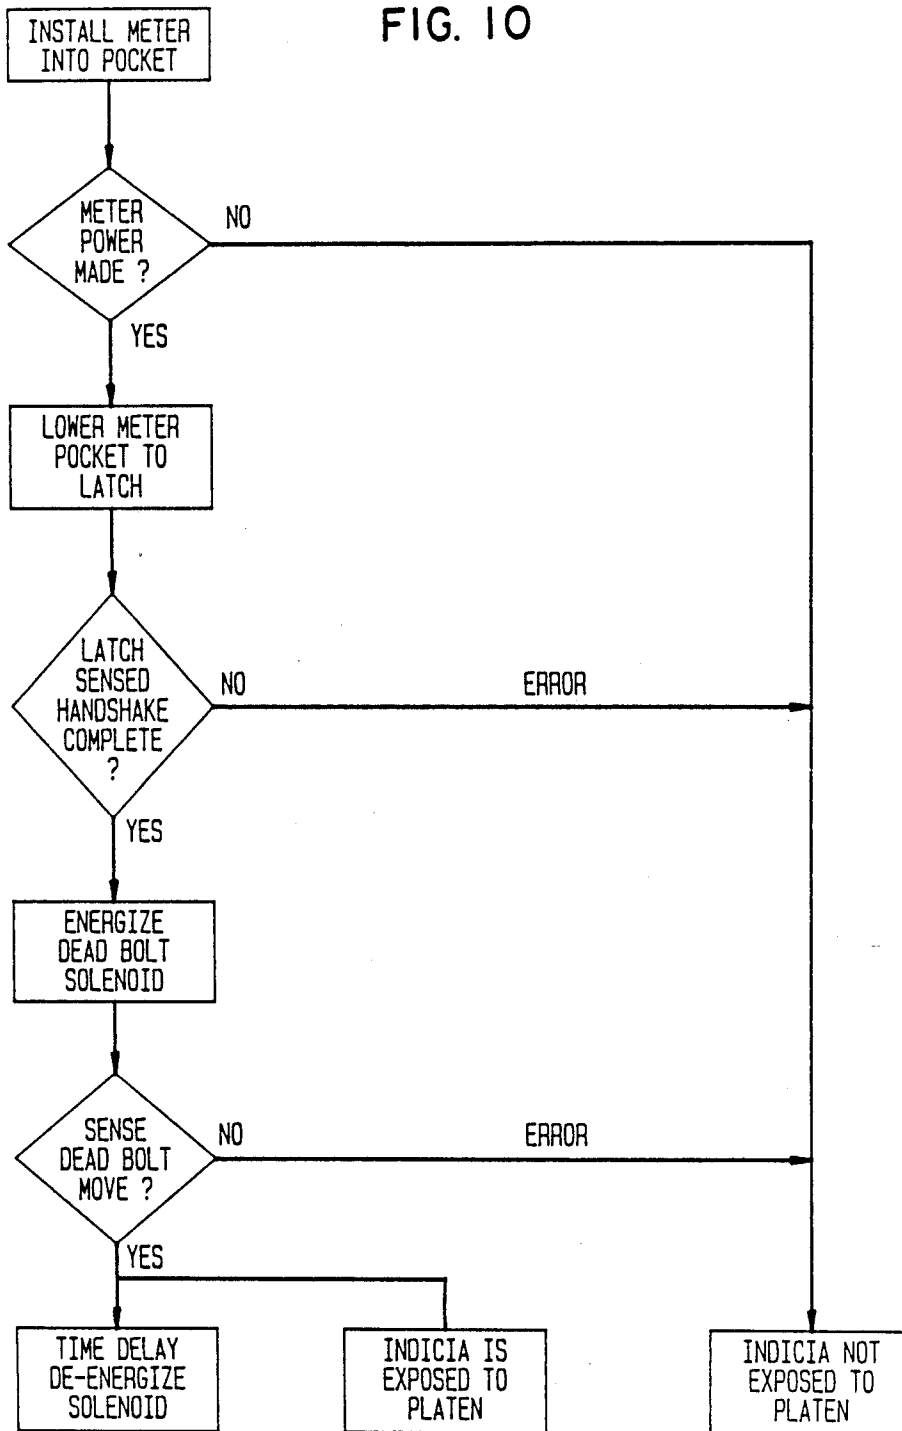 FIG. 10
INSTALL METER
INTO POCKET
METER
POWER
MADE ?
NO
YES
LOWER METER
POCKET TO
LATCH
LATCH
SENSED
HANDSHAKE
COMPLETE
?
NO
ERROR
YES
ENERGIZE
DEAD BOLT
SOLENOID
SENSE
DEAD BOLT
MOVE ?
NO
ERROR
YES
TIME DELAY
DE-ENERGIZE
SOLENOID
INDICIA IS
EXPOSED TO
PLATEN
INDICIA NOT
EXPOSED TO
PLATEN